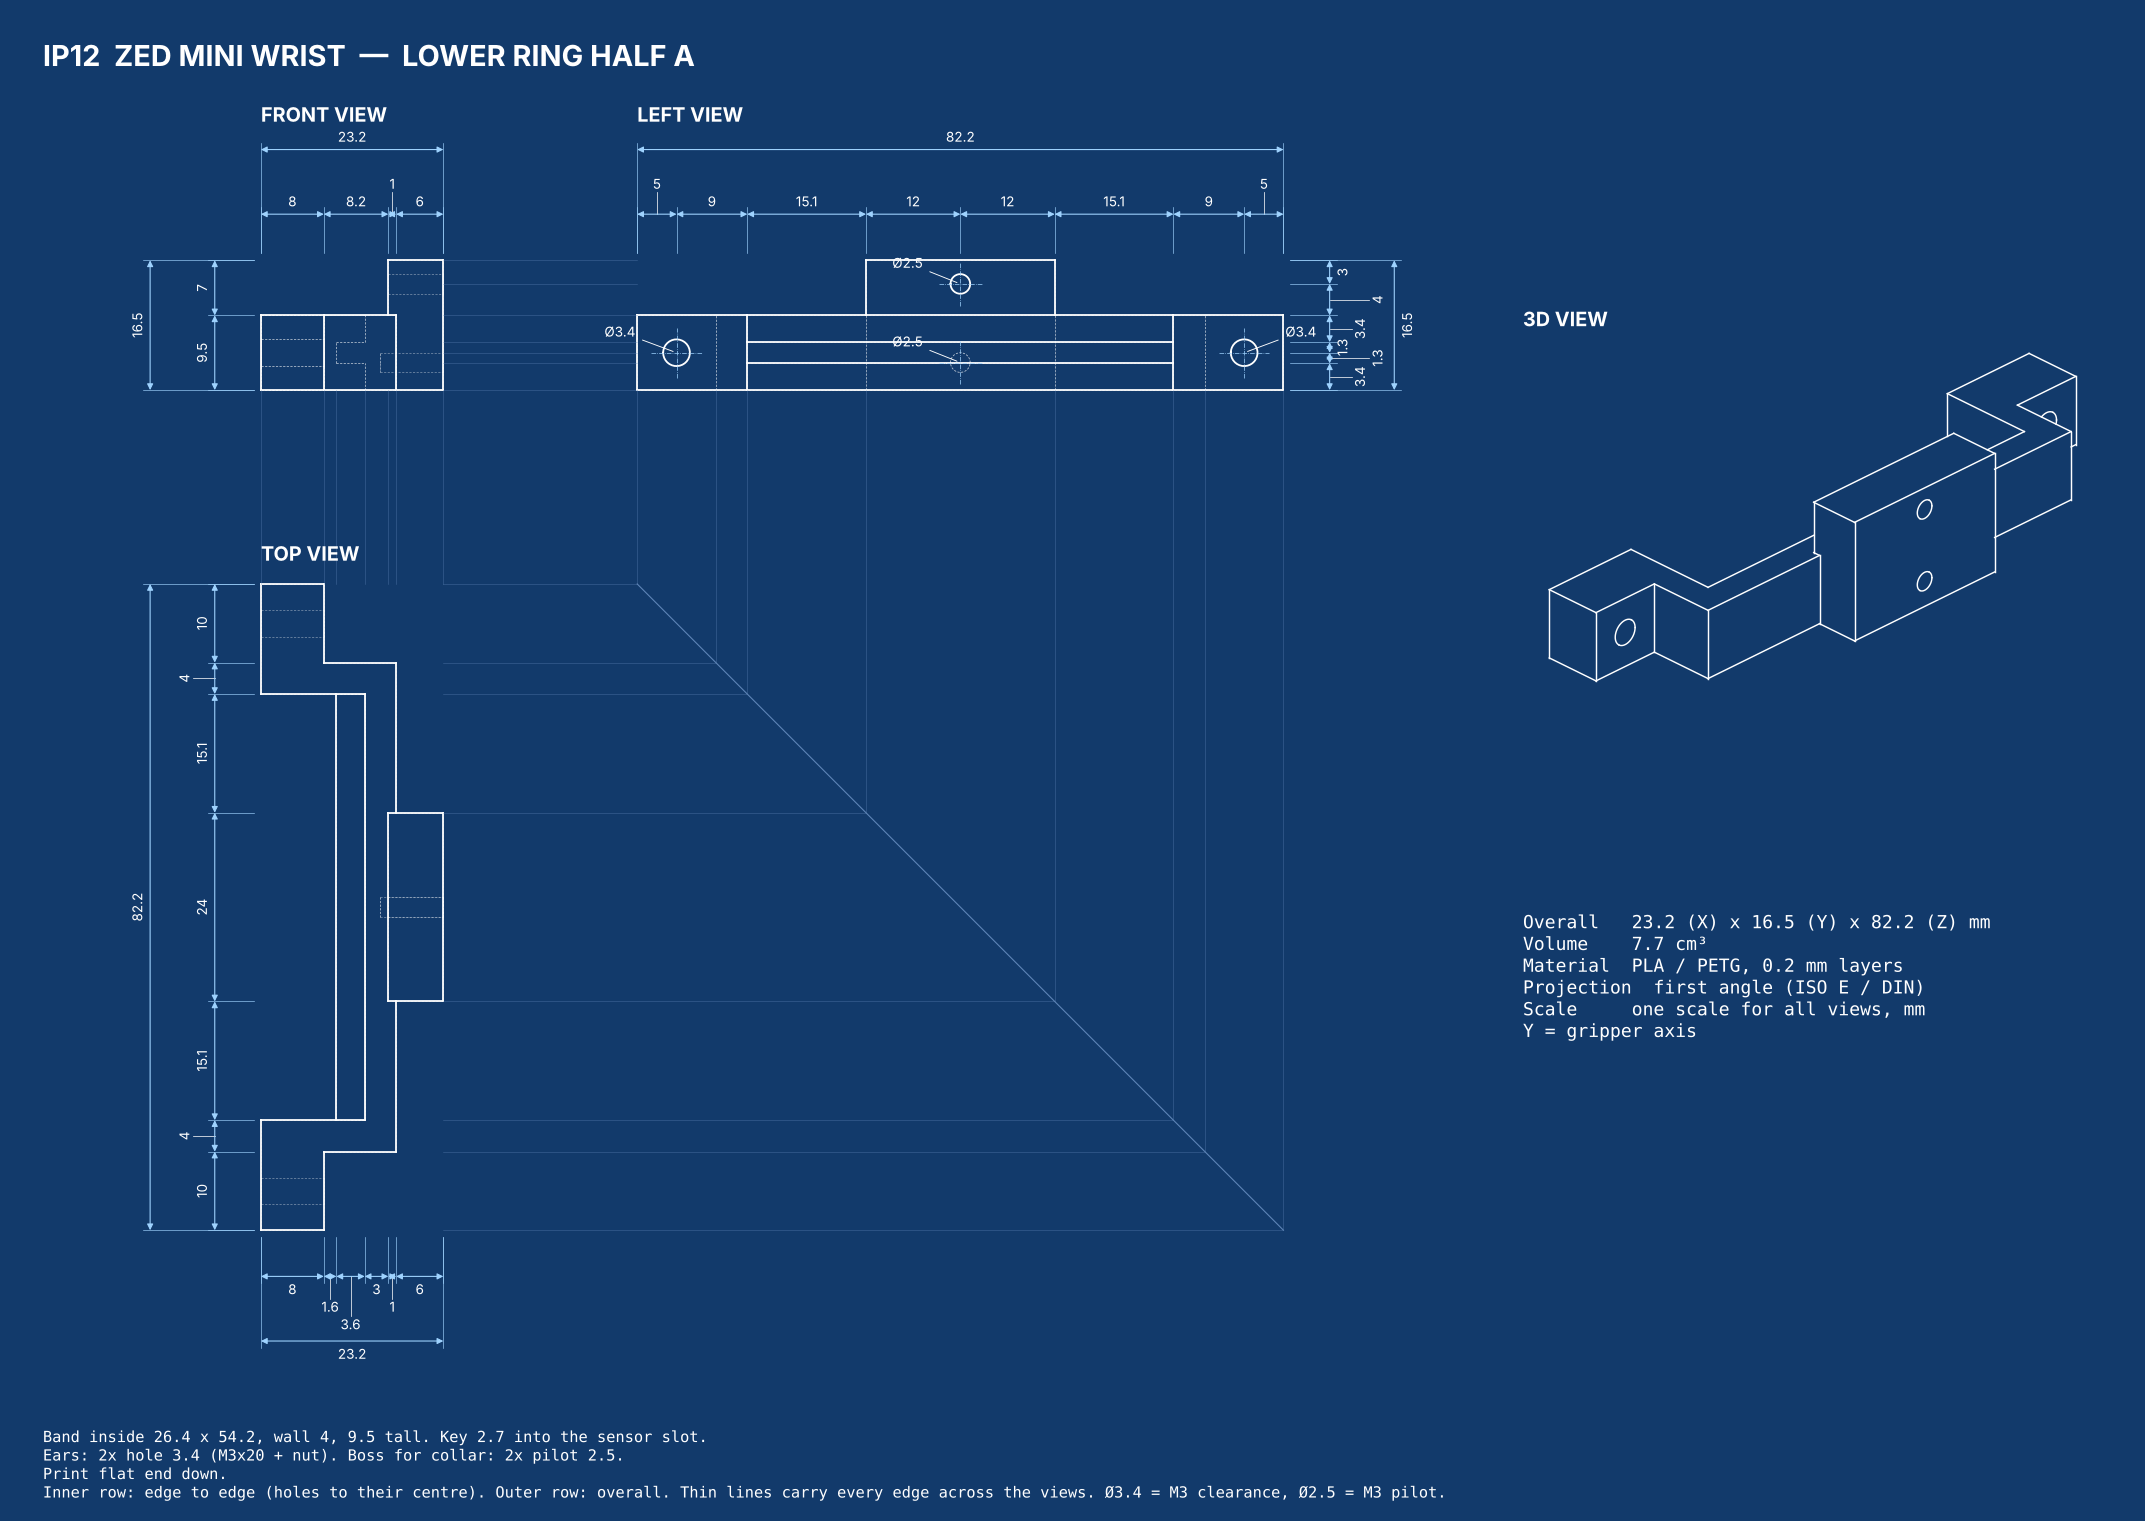 IP12 ZED MINI WRIST — LOWER RING HALF A
FRONT VIEW
23.2
1
8
8.2
6
16.5
7
9.5
LEFT VIEW
82.2
5
9
15.1
12
12
15.1
9
5
Ø2.5
Ø3.4
Ø2.5
Ø3.4
3
4
3.4
1.3
1.3
3.4
16.5
3D VIEW
TOP VIEW
82.2
10
4
15.1
24
15.1
4
10
8
1.6
3.6
3
1
6
23.2
Overall 23.2 (X) x 16.5 (Y) x 82.2 (Z) mm
Volume 7.7 cm³
Material PLA / PETG, 0.2 mm layers
Projection first angle (ISO E / DIN)
Scale one scale for all views, mm
Y = gripper axis
Band inside 26.4 x 54.2, wall 4, 9.5 tall. Key 2.7 into the sensor slot.
Ears: 2x hole 3.4 (M3x20 + nut). Boss for collar: 2x pilot 2.5.
Print flat end down.
Inner row: edge to edge (holes to their centre). Outer row: overall. Thin lines carry every edge across the views. Ø3.4 = M3 clearance, Ø2.5 = M3 pilot.